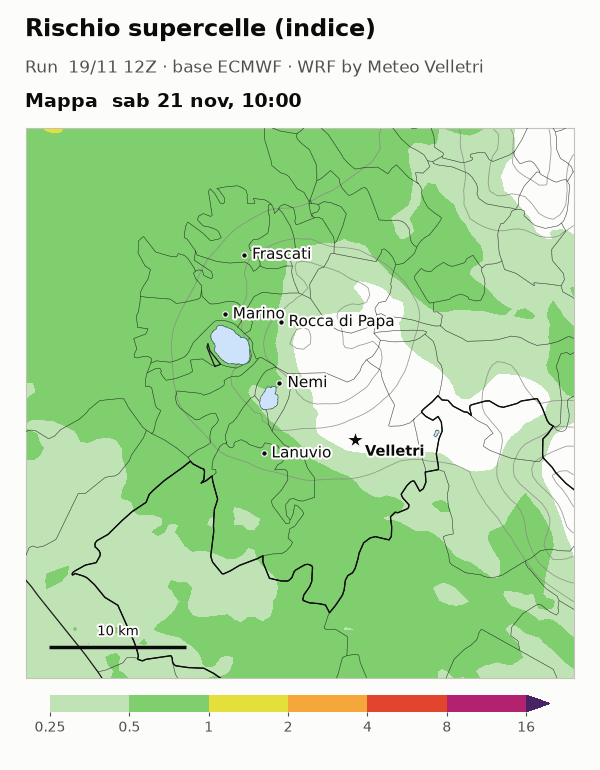 Rischio supercelle (indice)
Run 19/11 12Z · base ECMWF · WRF by Meteo Velletri
Mappa sab 21 nov, 10:00
Frascati
Marino
Rocca di Papa
Nemi
Velletri
Lanuvio
10 km
0.25 0.5 1 2 4 8 16